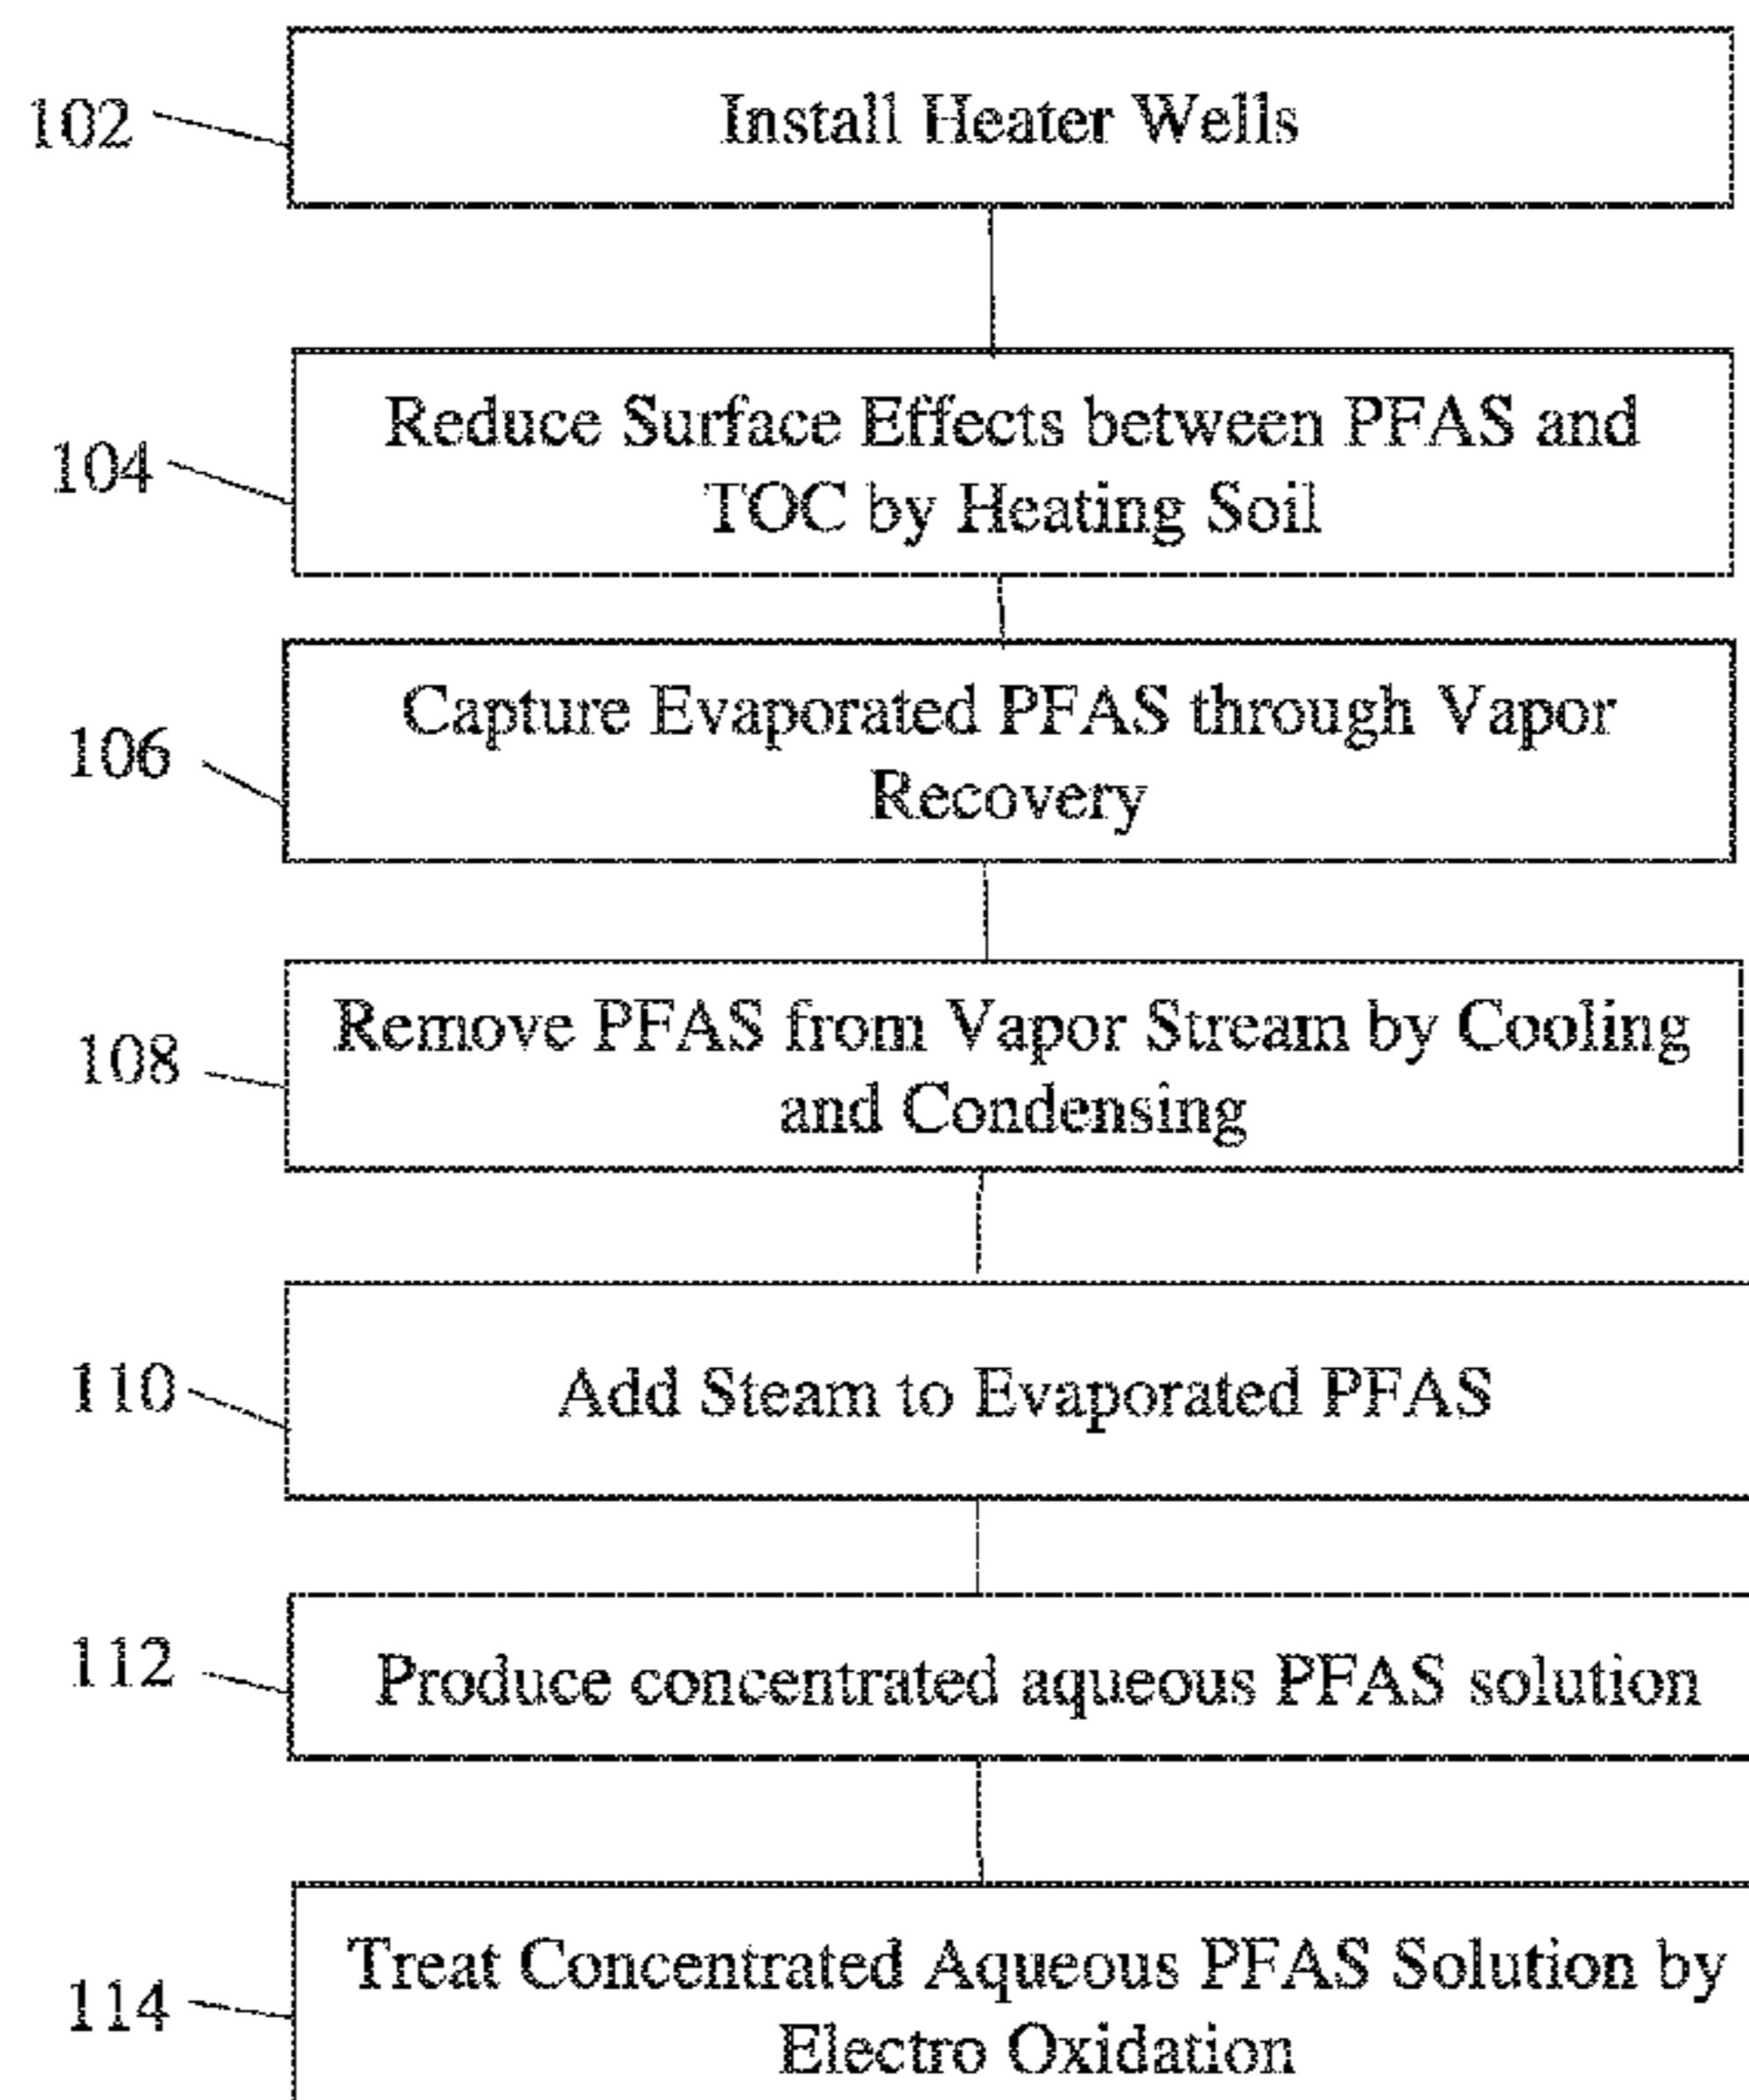 102
Install Heater Wells
104
Reduce Surface Effects between PFAS and
TOC by Heating Soil
106
Capture Evaporated PFAS through Vapor
Recovery
108
Remove PFAS from Vapor Stream by Cooling
and Condensing
110
Add Steam to Evaporated PFAS
112
Produce concentrated aqueous PFAS solution
114
Treat Concentrated Aqueous PFAS Solution by
Electro Oxidation